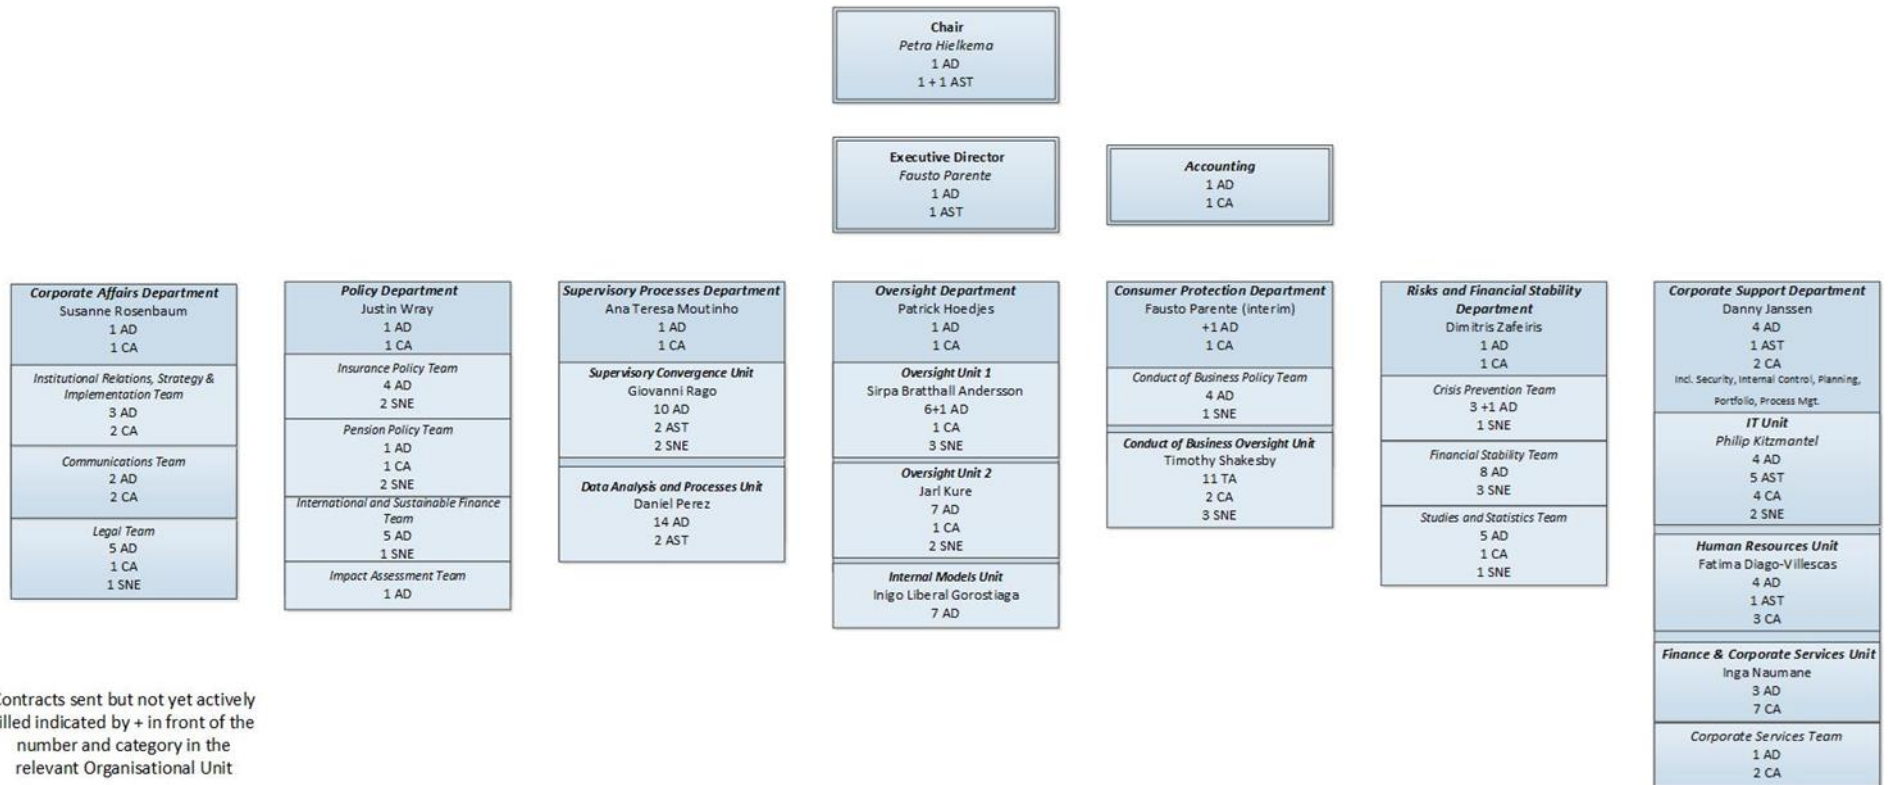 Chair
Petra Hielkema
1 AD
1 + 1 AST
Executive Director
Fausto Parente
1 AD
1 AST
Accounting
1 AD
1 CA
Corporate Affairs Department
Susanne Rosenbaum
1 AD
1 CA
Institutional Relations, Strategy &
Implementation Team
3 AD
2 CA
Communications Team
2 AD
2 CA
Legal Team
5 AD
1 CA
1 SNE
Policy Department
Justin Wray
1 AD
1 CA
Insurance Policy Team
4 AD
2 SNE
Pension Policy Team
1 AD
1 CA
2 SNE
International and Sustainable Finance
Team
5 AD
1 SNE
Impact Assessment Team
1 AD
Supervisory Processes Department
Ana Teresa Moutinho
1 AD
1 CA
Supervisory Convergence Unit
Giovanni Rago
10 AD
2 AST
2 SNE
Data Analysis and Processes Unit
Daniel Perez
14 AD
2 AST
Oversight Department
Patrick Hoedjes
1 AD
1 CA
Oversight Unit 1
Sirpa Bratthall Andersson
6+1 AD
1 CA
3 SNE
Oversight Unit 2
Jarl Kure
7 AD
1 CA
2 SNE
Internal Models Unit
Inigo Liberal Gorostiaga
7 AD
Consumer Protection Department
Fausto Parente (interim)
+1 AD
1 CA
Conduct of Business Policy Team
4 AD
1 SNE
Conduct of Business Oversight Unit
Timothy Shakesby
11 TA
2 CA
3 SNE
Risks and Financial Stability
Department
Dimitris Zafeiris
1 AD
1 CA
Crisis Prevention Team
3 +1 AD
1 SNE
Financial Stability Team
8 AD
3 SNE
Studies and Statistics Team
5 AD
1 CA
1 SNE
Corporate Support Department
Danny Janssen
4 AD
1 AST
2 CA
Incl. Security, Internal Control, Planning,
Portfolio, Process Mgt.
IT Unit
Philip Kitzmantel
4 AD
5 AST
4 CA
2 SNE
Human Resources Unit
Fatima Diago-Villescas
4 AD
1 AST
3 CA
Finance & Corporate Services Unit
Inga Naumane
3 AD
7 CA
Corporate Services Team
1 AD
2 CA
ontracts sent but not yet actively
illed indicated by + in front of the
number and category in the
relevant Organisational Unit